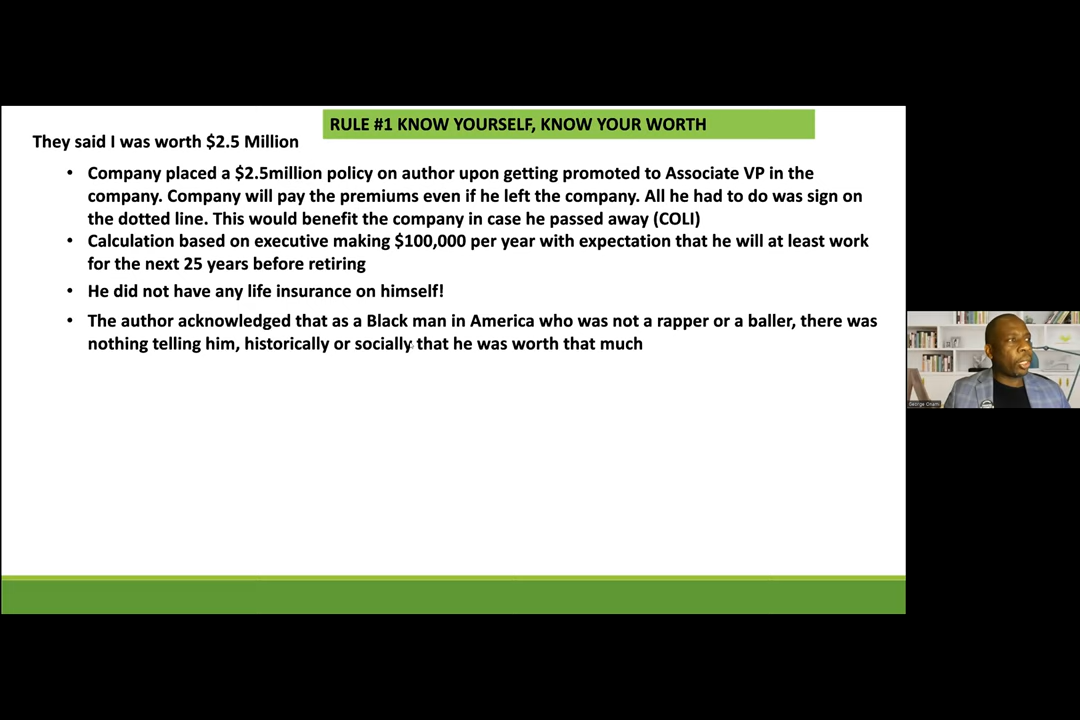 RULE #1 KNOW YOURSELF, KNOW YOUR WORTH
They said I was worth $2.5 Million
• Company placed a $2.5million policy on author upon getting promoted to Associate VP in the
company. Company will pay the premiums even if he left the company. All he had to do was sign on
the dotted line. This would benefit the company in case he passed away (COLI)
• Calculation based on executive making $100,000 per year with expectation that he will at least work
for the next 25 years before retiring
• He did not have any life insurance on himself!
• The author acknowledged that as a Black man in America who was not a rapper or a baller, there was
nothing telling him, historically or socially that he was worth that much